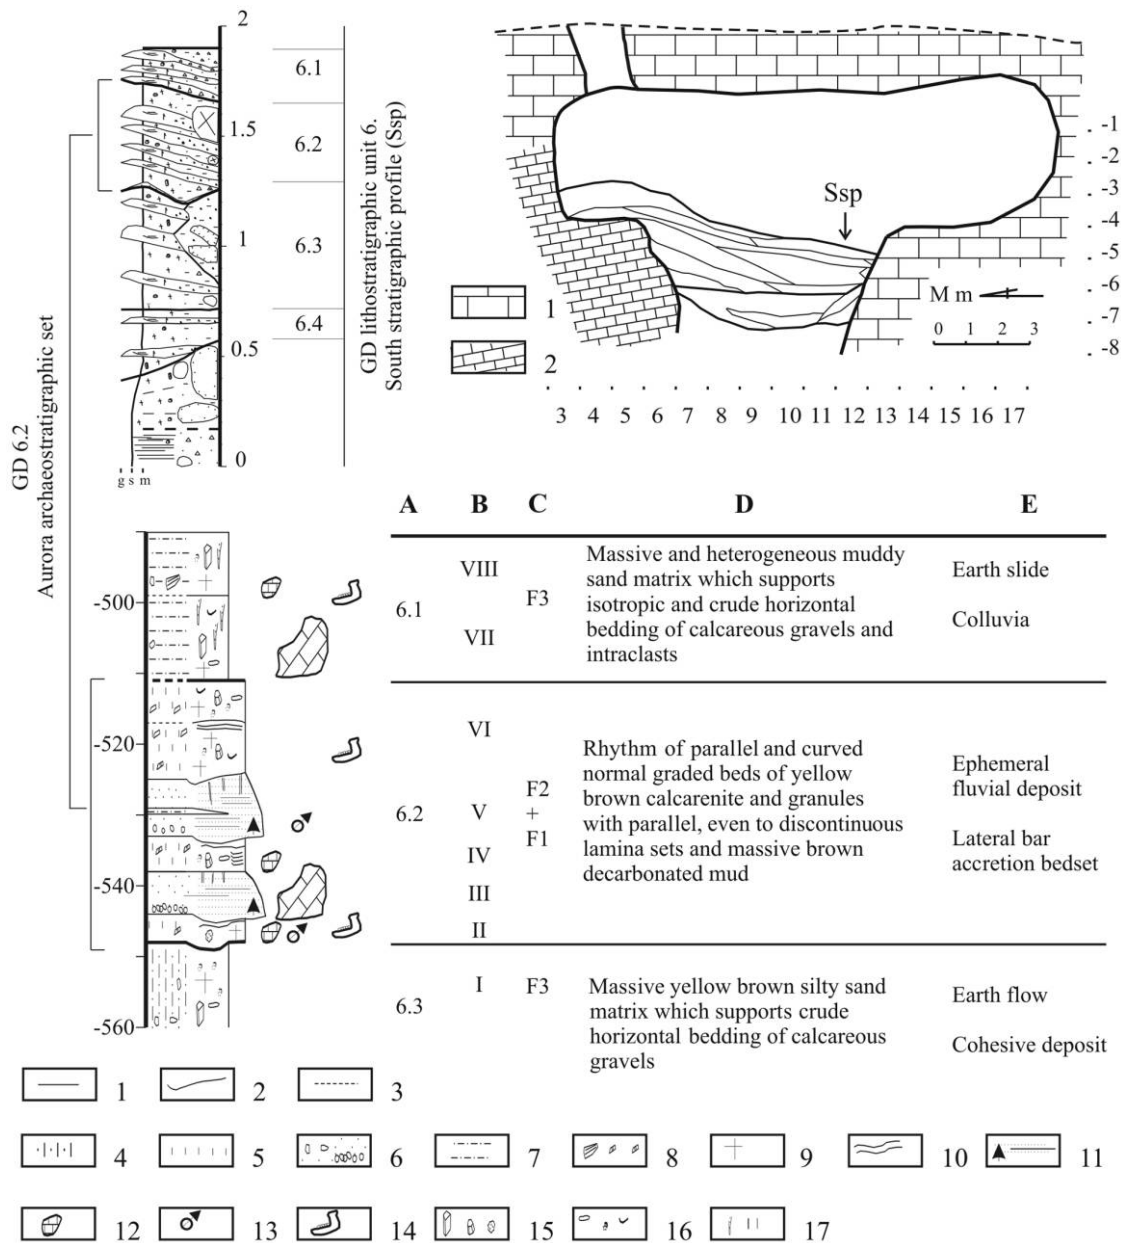 2
1.5
1
0.5
0
g s m
6.1
6.2
6.3
6.4
GD lithostratigraphic unit 6.
South stratigraphic profile (Ssp)
GD 6.2
Aurora archaeostratigraphic set
Ssp
-1
-2
-3
-4
-5
-6
-7
-8
M m
0 1 2 3
1
2
3 4 5 6 7 8 9 10 11 12 13 14 15 16 17
-500
-520
-540
-560
A B C D E
6.1
VIII
VII
F3
Massive and heterogeneous muddy
sand matrix which supports
isotropic and crude horizontal
bedding of calcareous gravels and
intraclasts
Earth slide
Colluvia
6.2
VI
V
IV
III
II
F2
+
F1
Rhythm of parallel and curved
normal graded beds of yellow
brown calcarenite and granules
with parallel, even to discontinuous
lamina sets and massive brown
decarbonated mud
Ephemeral
fluvial deposit
Lateral bar
accretion bedset
6.3
I
F3
Massive yellow brown silty sand
matrix which supports crude
horizontal bedding of calcareous
gravels
Earth flow
Cohesive deposit
1 2 3
4 5 6 7 8 9 10 11
12 13 14 15 16 17